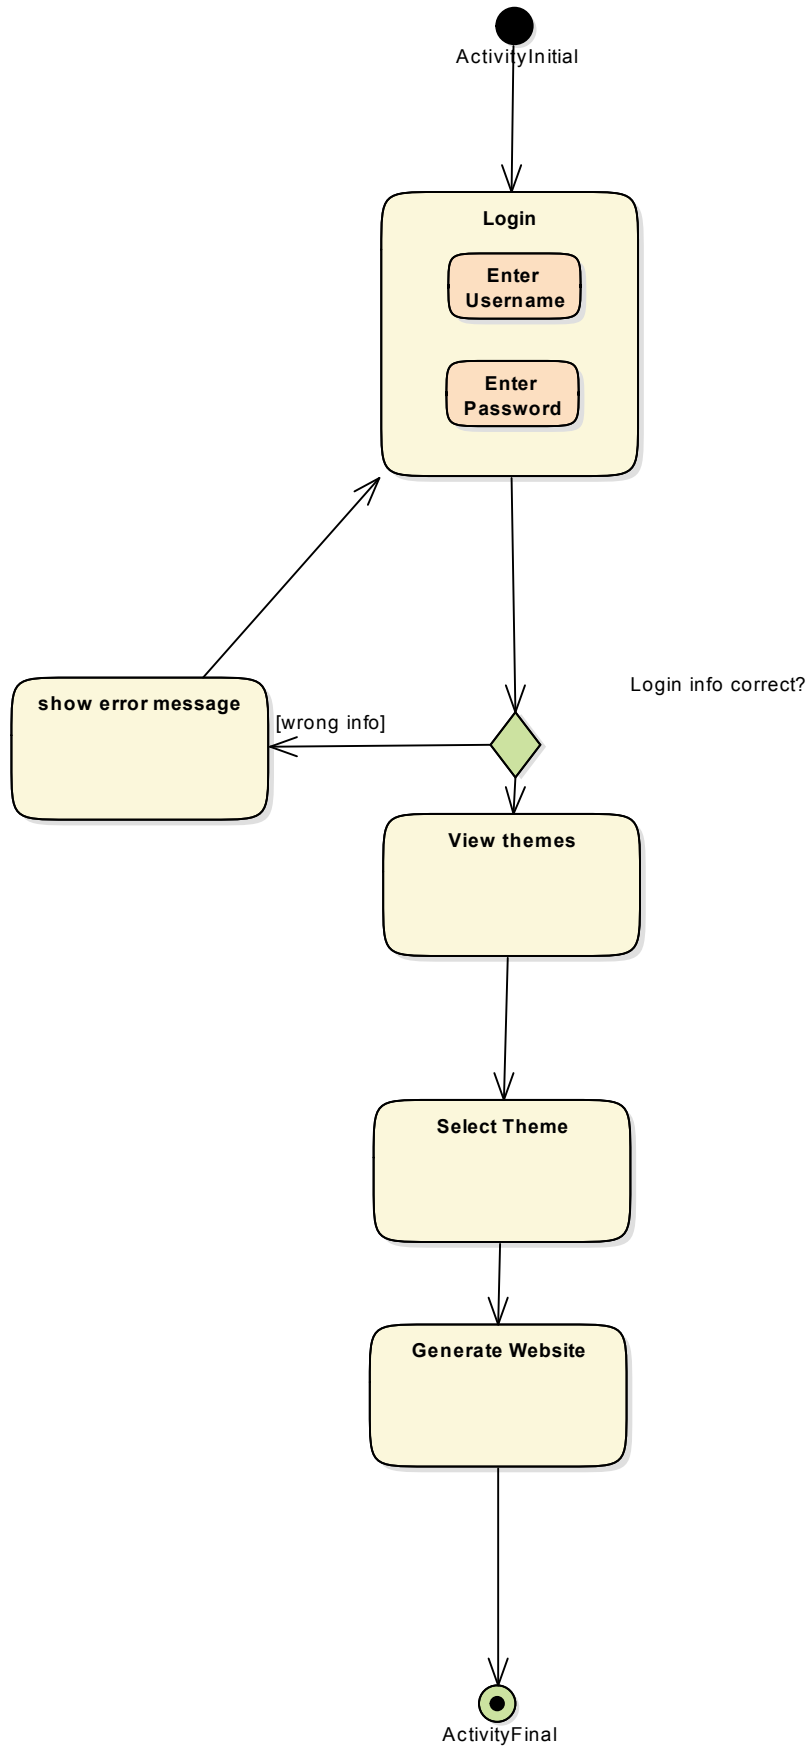 ActivityInitial
Login
Enter
Username
Enter
Password
Login info correct?
show error message
[wrong info]
View themes
Select Theme
Generate Website
ActivityFinal